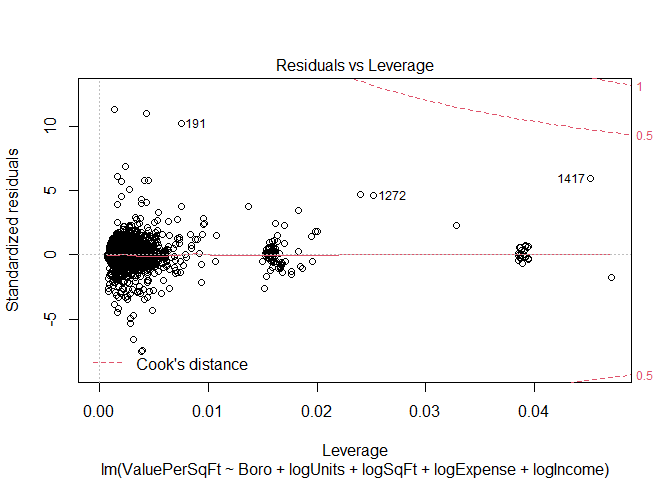 Residuals vs Leverage
Standardized residuals
10
5
0
-5
1
0.5
0.5
191
1272
1417
Cook's distance
0.00 0.01 0.02 0.03 0.04
Leverage
lm(ValuePerSqFt ~ Boro + logUnits + logSqFt + logExpense + logIncome)